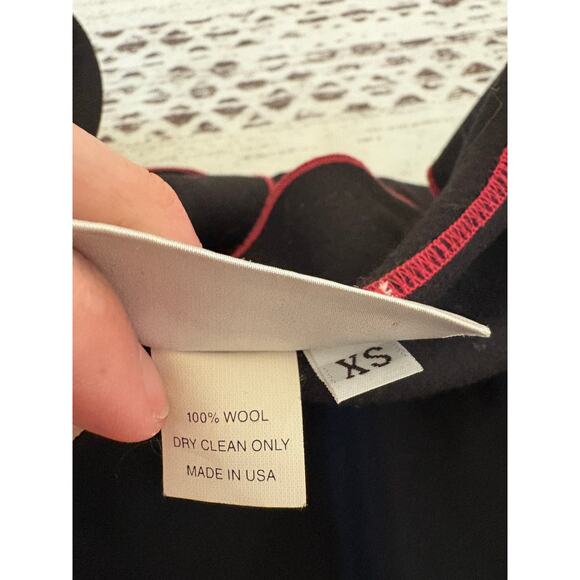 XS
100% WOOL
DRY CLEAN ONLY
MADE IN USA